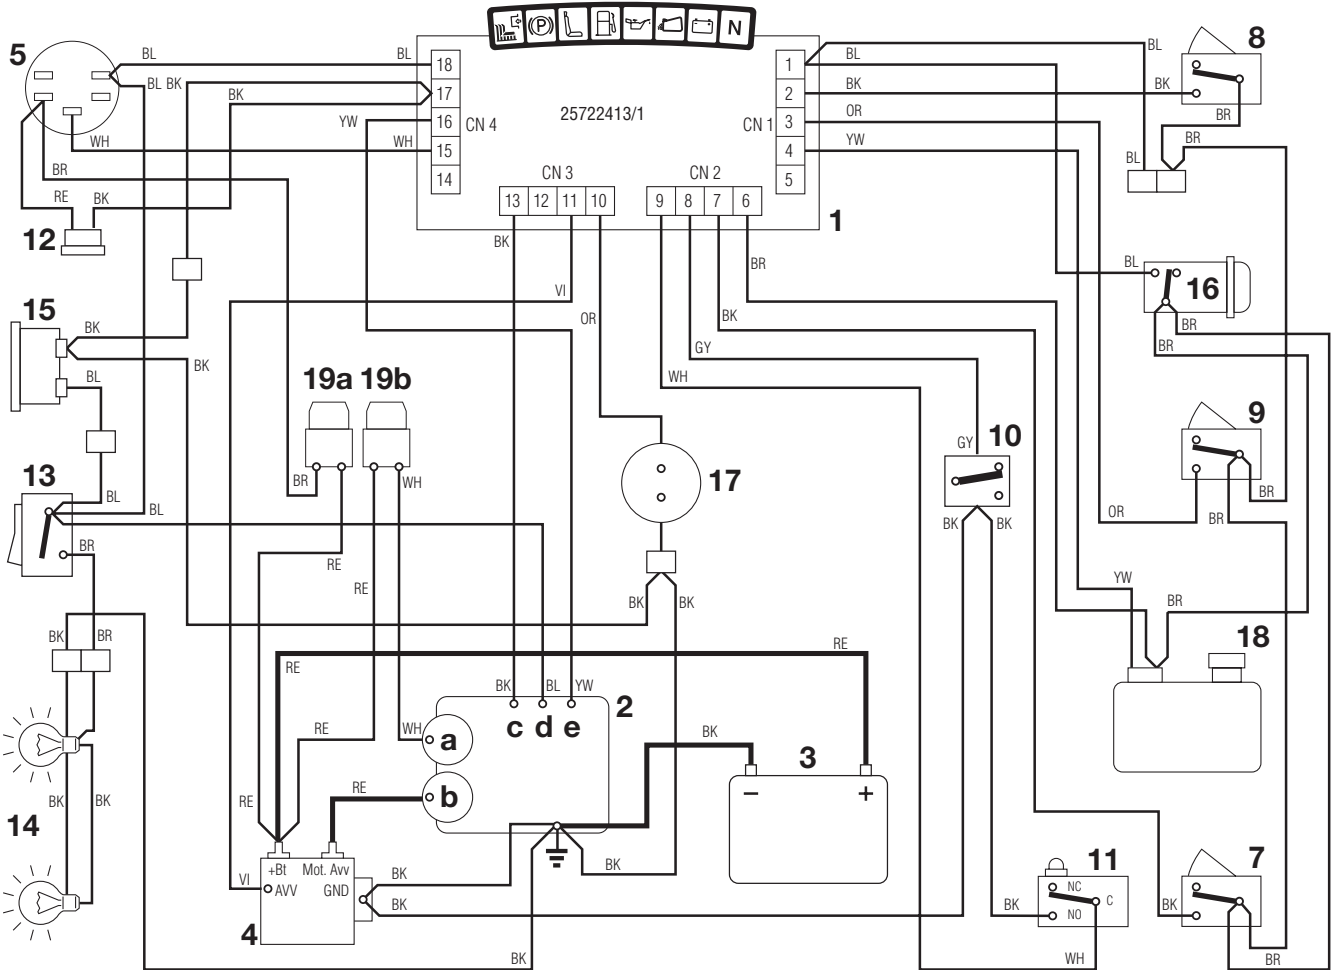 P
N
5
BL
BL BK
BK
BL
18
17
16
15
14
CN 4
25722413/1
YW
WH
WH
BR
RE
BK
12
CN 3
13 12 11 10
CN 2
9 8 7 6
CN 1
1
2
3
4
5
1
BL
BK
OR
YW
BL
BK
8
BR
BR
BL
BK
VI
OR
BR
BK
GY
WH
BL
16
BR
BR
15
BK
BK
BL
19a 19b
BR
WH
RE
RE
17
BK
BK
GY
10
BK
BK
9
BR
BR
OR
YW
BR
18
13
BL
BL
BR
BK
BR
14
BK
BK
RE
RE
RE
RE
BK BL YW
c d e
2
WH
a
b
RE
BK
3
− +
+Bt Mot. Avv
VI
AVV
GND
4
BK
BK
BK
BK
11
NC
C
NO
BK
WH
7
BK
BR